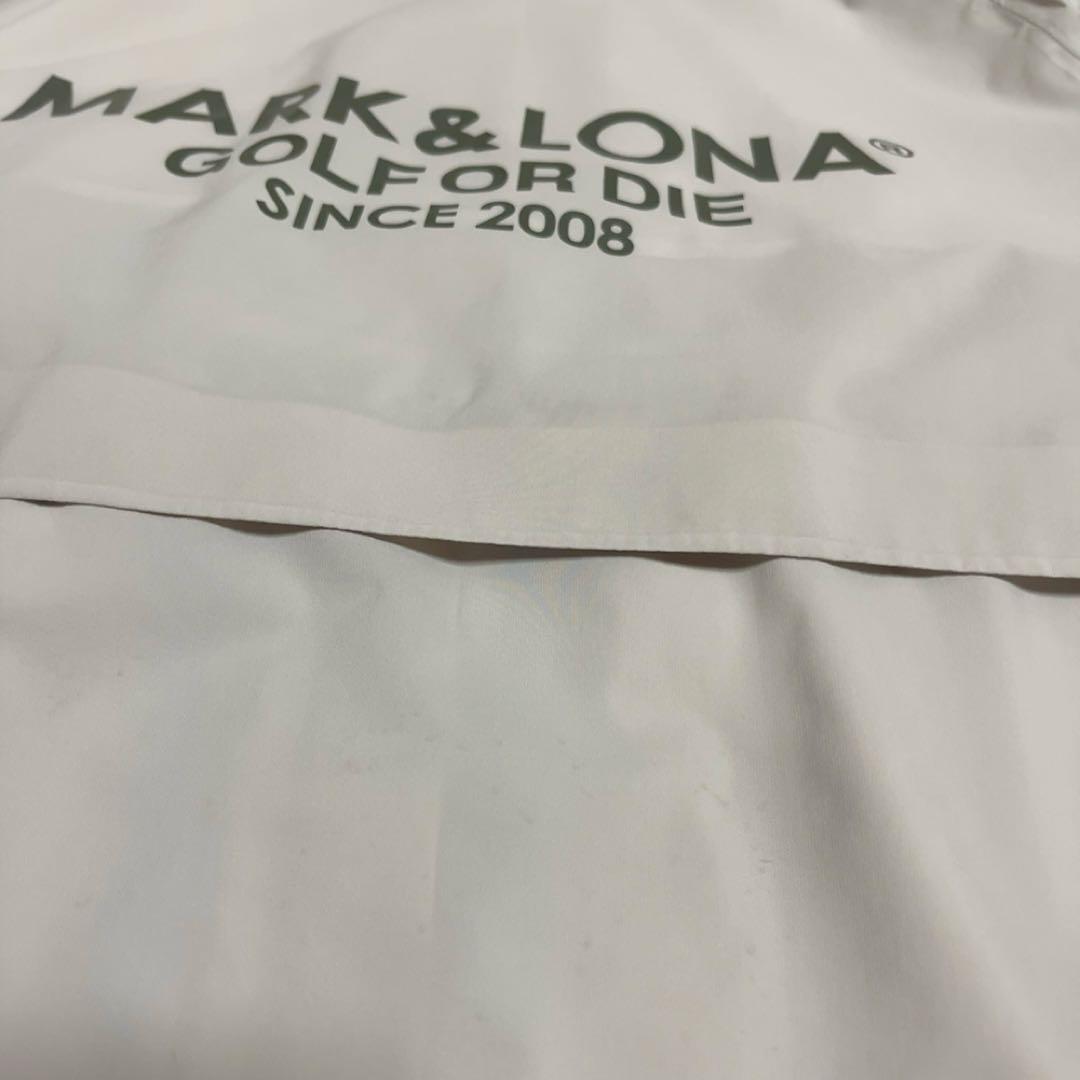 MARK & LONA®
GOLF OR DIE
SINCE 2008